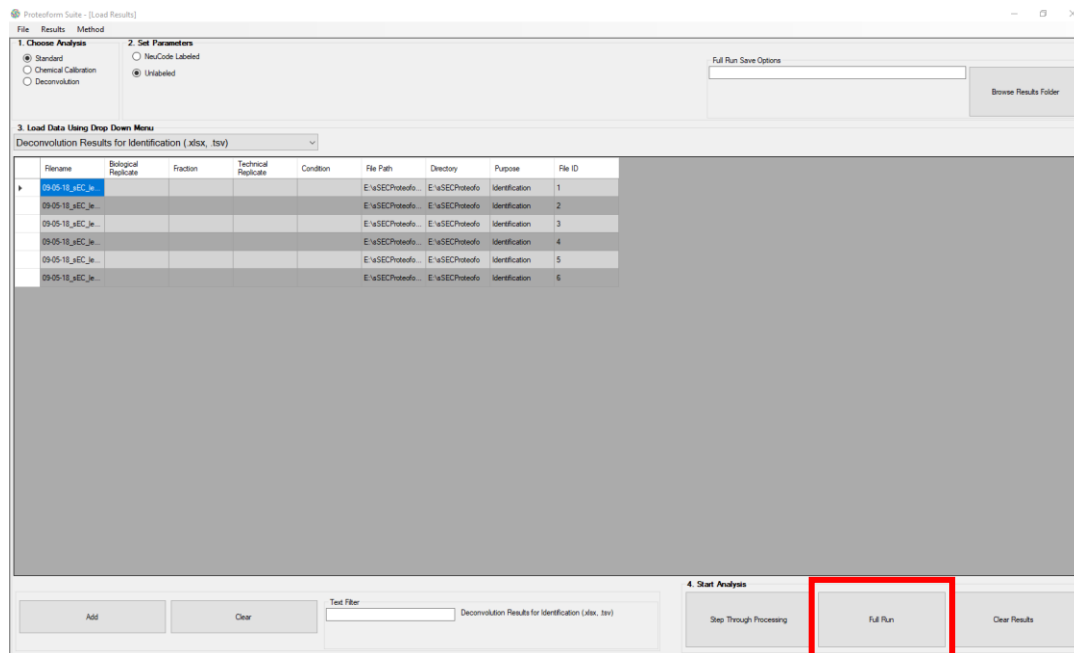 Proteoform Suite - [Load Results]
File Results Method
1. Choose Analysis
Standard
Chemical Calibration
Deconvolution
2. Set Parameters
NeuCode Labeled
Unlabeled
Full Run Save Options
Browse Results Folder
3. Load Data Using Drop Down Menu
Deconvolution Results for Identification (.xlsx, .tsv)
Filename Biological Replicate Fraction Technical Replicate Condition File Path Directory Purpose File ID
09-05-18_sEC_le... E:\aSECProteofo... E:\aSECProteofo Identification 1
09-05-18_sEC_le... E:\aSECProteofo... E:\aSECProteofo Identification 2
09-05-18_sEC_le... E:\aSECProteofo... E:\aSECProteofo Identification 3
09-05-18_sEC_le... E:\aSECProteofo... E:\aSECProteofo Identification 4
09-05-18_sEC_le... E:\aSECProteofo... E:\aSECProteofo Identification 5
09-05-18_sEC_le... E:\aSECProteofo... E:\aSECProteofo Identification 6
Add
Clear
Text Filter
Deconvolution Results for Identification (.xlsx, .tsv)
4. Start Analysis
Step Through Processing
Full Run
Clear Results